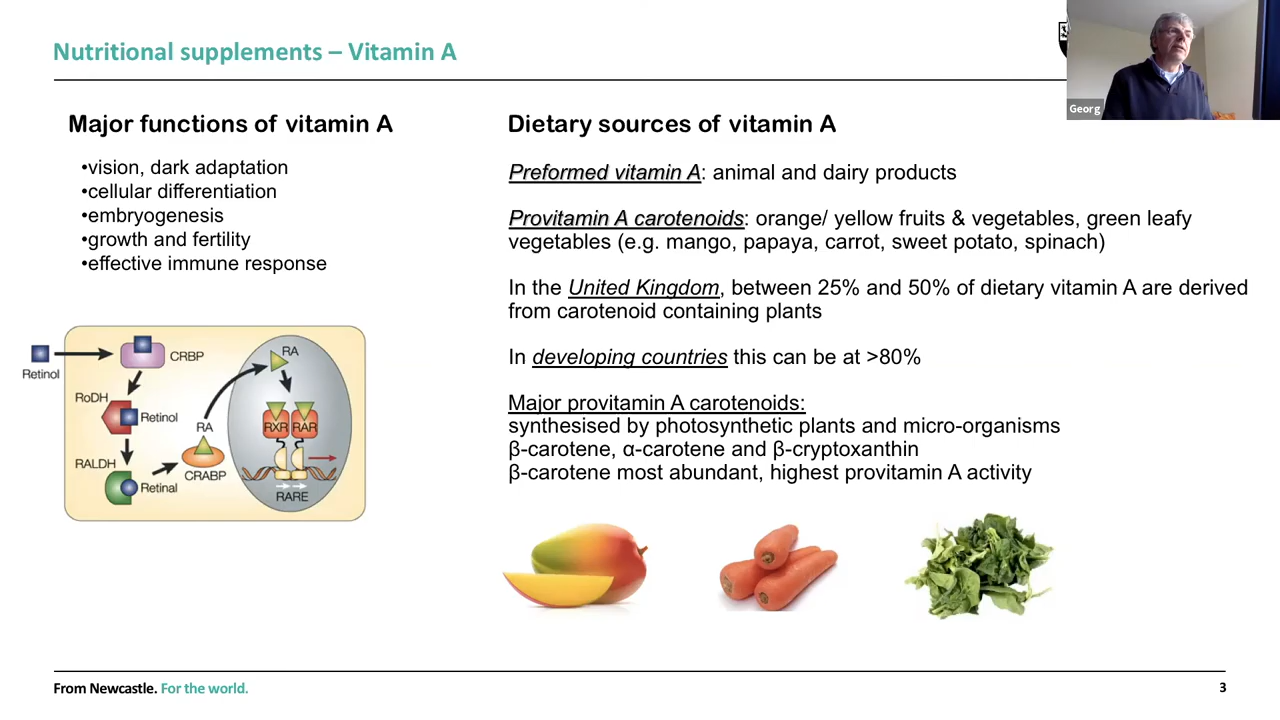 Nutritional supplements – Vitamin A
Georg
Major functions of vitamin A
•vision, dark adaptation
•cellular differentiation
•embryogenesis
•growth and fertility
•effective immune response
Retinol
CRBP
RoDH
Retinol
RALDH
Retinal
RA
CRABP
RA
RXR
RAR
RARE
Dietary sources of vitamin A
Preformed vitamin A: animal and dairy products
Provitamin A carotenoids: orange/ yellow fruits & vegetables, green leafy
vegetables (e.g. mango, papaya, carrot, sweet potato, spinach)
In the United Kingdom, between 25% and 50% of dietary vitamin A are derived
from carotenoid containing plants
In developing countries this can be at >80%
Major provitamin A carotenoids:
synthesised by photosynthetic plants and micro-organisms
β-carotene, α-carotene and β-cryptoxanthin
β-carotene most abundant, highest provitamin A activity
From Newcastle. For the world.
3